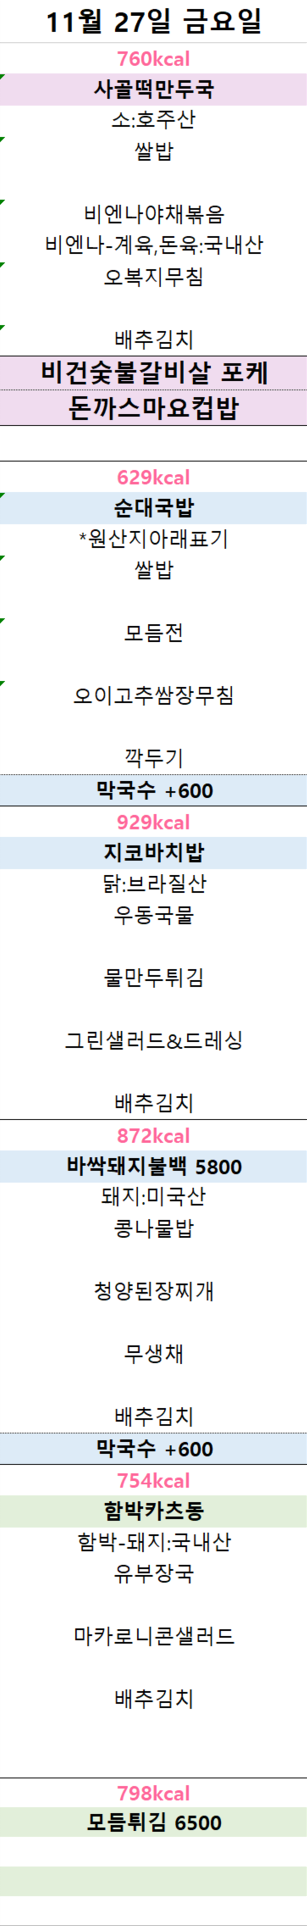 11월 27일 금요일
760kcal
사골떡만두국
소:호주산
쌀밥
비엔나야채볶음
비엔나-계육,돈육:국내산
오복지무침
배추김치
비건숯불갈비살 포케
돈까스마요컵밥
629kcal
순대국밥
*원산지아래표기
쌀밥
모듬전
오이고추쌈장무침
깍두기
막국수 +600
929kcal
지코바치밥
닭:브라질산
우동국물
물만두튀김
그린샐러드&드레싱
배추김치
872kcal
바싹돼지불백 5800
돼지:미국산
콩나물밥
청양된장찌개
무생채
배추김치
막국수 +600
754kcal
함박카츠동
함박-돼지:국내산
유부장국
마카로니콘샐러드
배추김치
798kcal
모듬튀김 6500